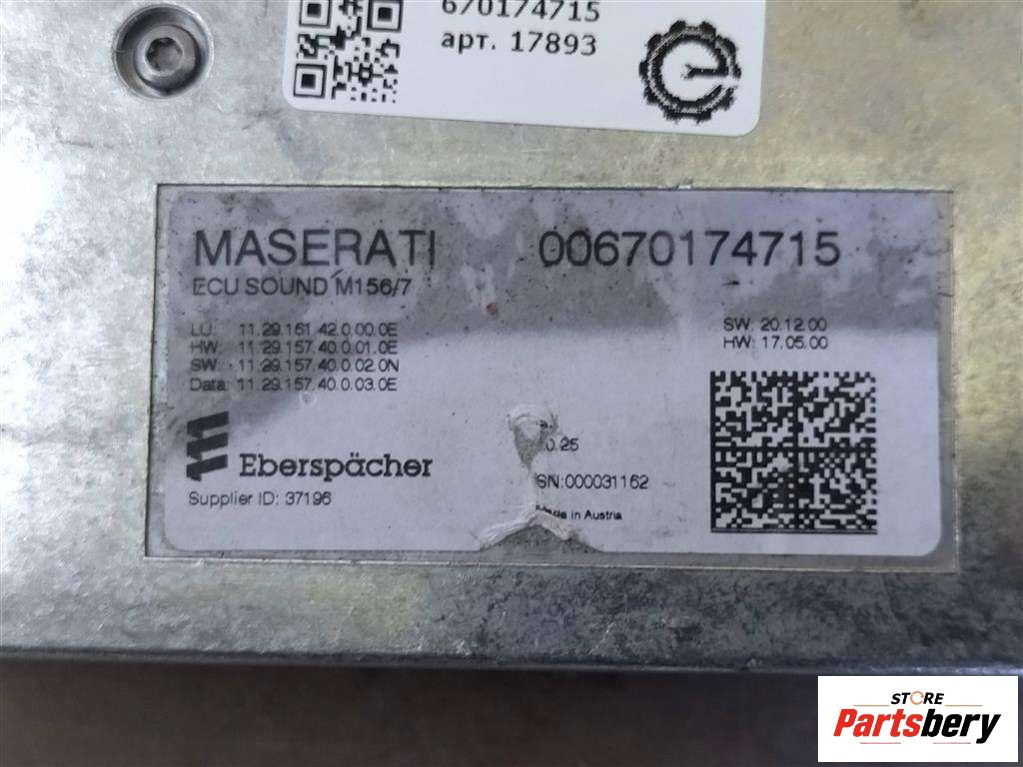 670174715
арт. 17893
MASERATI 00670174715
ECU SOUND M156/7
LU: 11.29.161.42.0.00.0E
HW: 11.29.157.40.0.01.0E
SW: 11.29.157.40.0.02.0N
Data: 11.29.157.40.0.03.0E
SW: 20.12.00
HW: 17.05.00
Eberspächer
Supplier ID: 37196
0.25
SN:000031162
Made in Austria
STORE
Partsbery